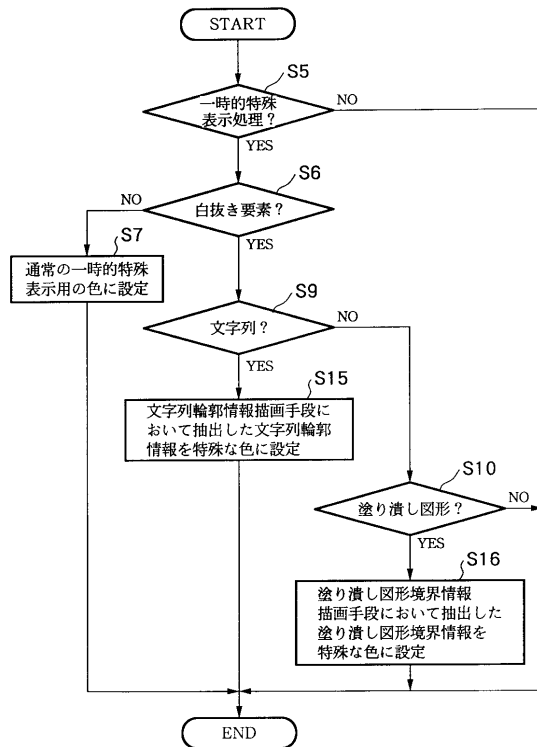 START
S5
一時的特殊
表示処理?
NO
YES
S6
白抜き要素?
NO
YES
S7
通常の一時的特殊
表示用の色に設定
S9
文字列?
NO
YES
S15
文字列輪郭情報描画手段に
おいて抽出した文字列輪郭
情報を特殊な色に設定
S10
塗り潰し図形?
NO
YES
S16
塗り潰し図形境界情報
描画手段において抽出した
塗り潰し図形境界情報を
特殊な色に設定
END